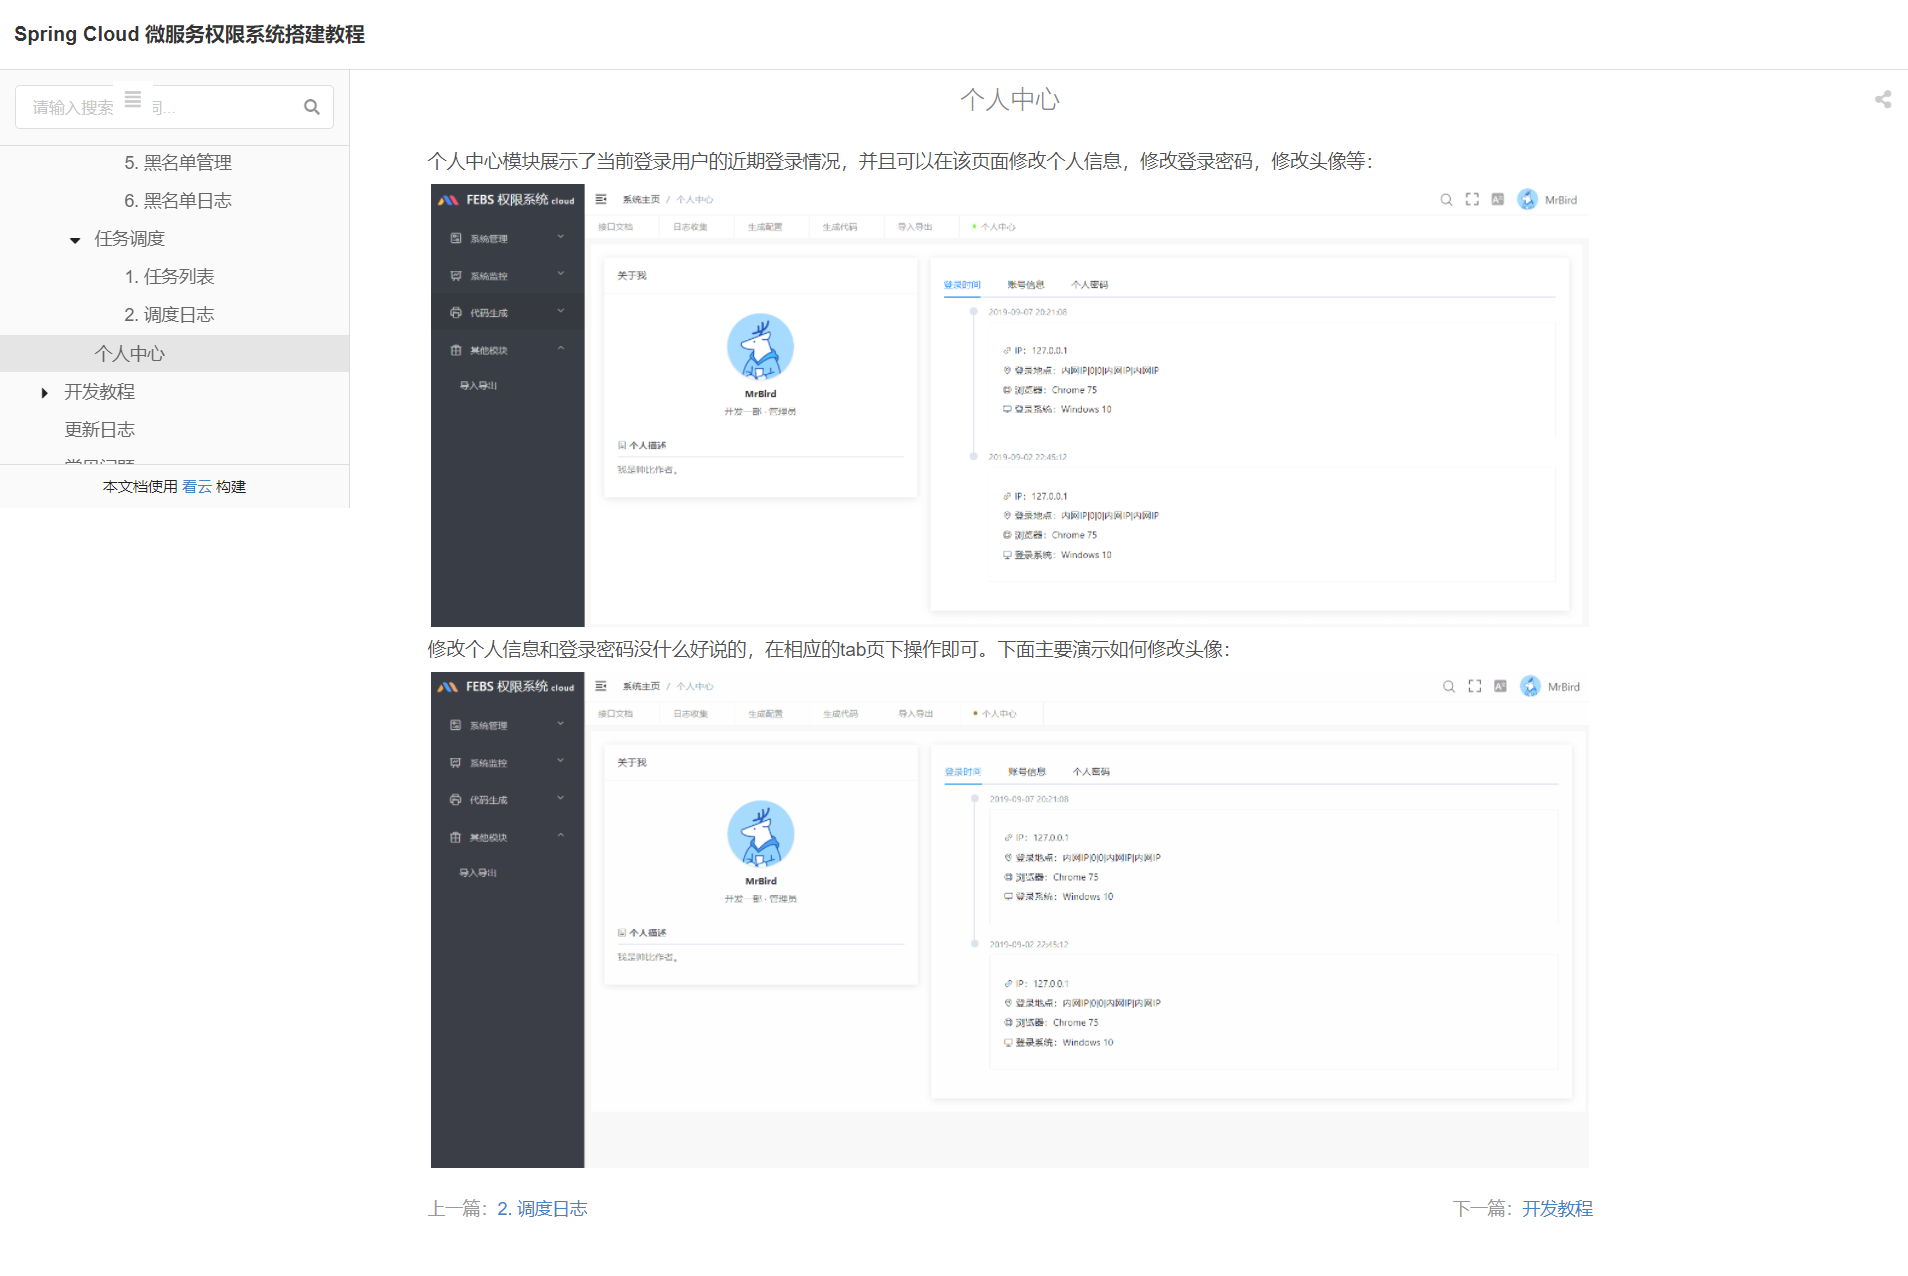 Spring Cloud 微服务权限系统搭建教程
请输入搜索 词...
5. 黑名单管理
6. 黑名单日志
任务调度
1. 任务列表
2. 调度日志
个人中心
开发教程
更新日志
本文档使用 看云 构建
个人中心
个人中心模块展示了当前登录用户的近期登录情况，并且可以在该页面修改个人信息，修改登录密码，修改头像等：
FEBS 权限系统 cloud
系统主页 / 个人中心
MrBird
接口文档 日志收集 生成配置 生成代码 导入导出 个人中心
系统管理
系统监控
代码生成
其他模块
导入导出
关于我
MrBird
开发一部 · 管理员
个人描述
我是帅比作者。
登录时间 账号信息 个人密码
2019-09-07 20:21:08
IP：127.0.0.1
登录地点：内网IP|0|0|内网IP|内网IP
浏览器：Chrome 75
登录系统：Windows 10
2019-09-02 22:45:12
IP：127.0.0.1
登录地点：内网IP|0|0|内网IP|内网IP
浏览器：Chrome 75
登录系统：Windows 10
修改个人信息和登录密码没什么好说的，在相应的tab页下操作即可。下面主要演示如何修改头像：
FEBS 权限系统 cloud
系统主页 / 个人中心
MrBird
接口文档 日志收集 生成配置 生成代码 导入导出 个人中心
系统管理
系统监控
代码生成
其他模块
导入导出
关于我
MrBird
开发一部 · 管理员
个人描述
我是帅比作者。
登录时间 账号信息 个人密码
2019-09-07 20:21:08
IP：127.0.0.1
登录地点：内网IP|0|0|内网IP|内网IP
浏览器：Chrome 75
登录系统：Windows 10
2019-09-02 22:45:12
IP：127.0.0.1
登录地点：内网IP|0|0|内网IP|内网IP
浏览器：Chrome 75
登录系统：Windows 10
上一篇：2. 调度日志
下一篇：开发教程